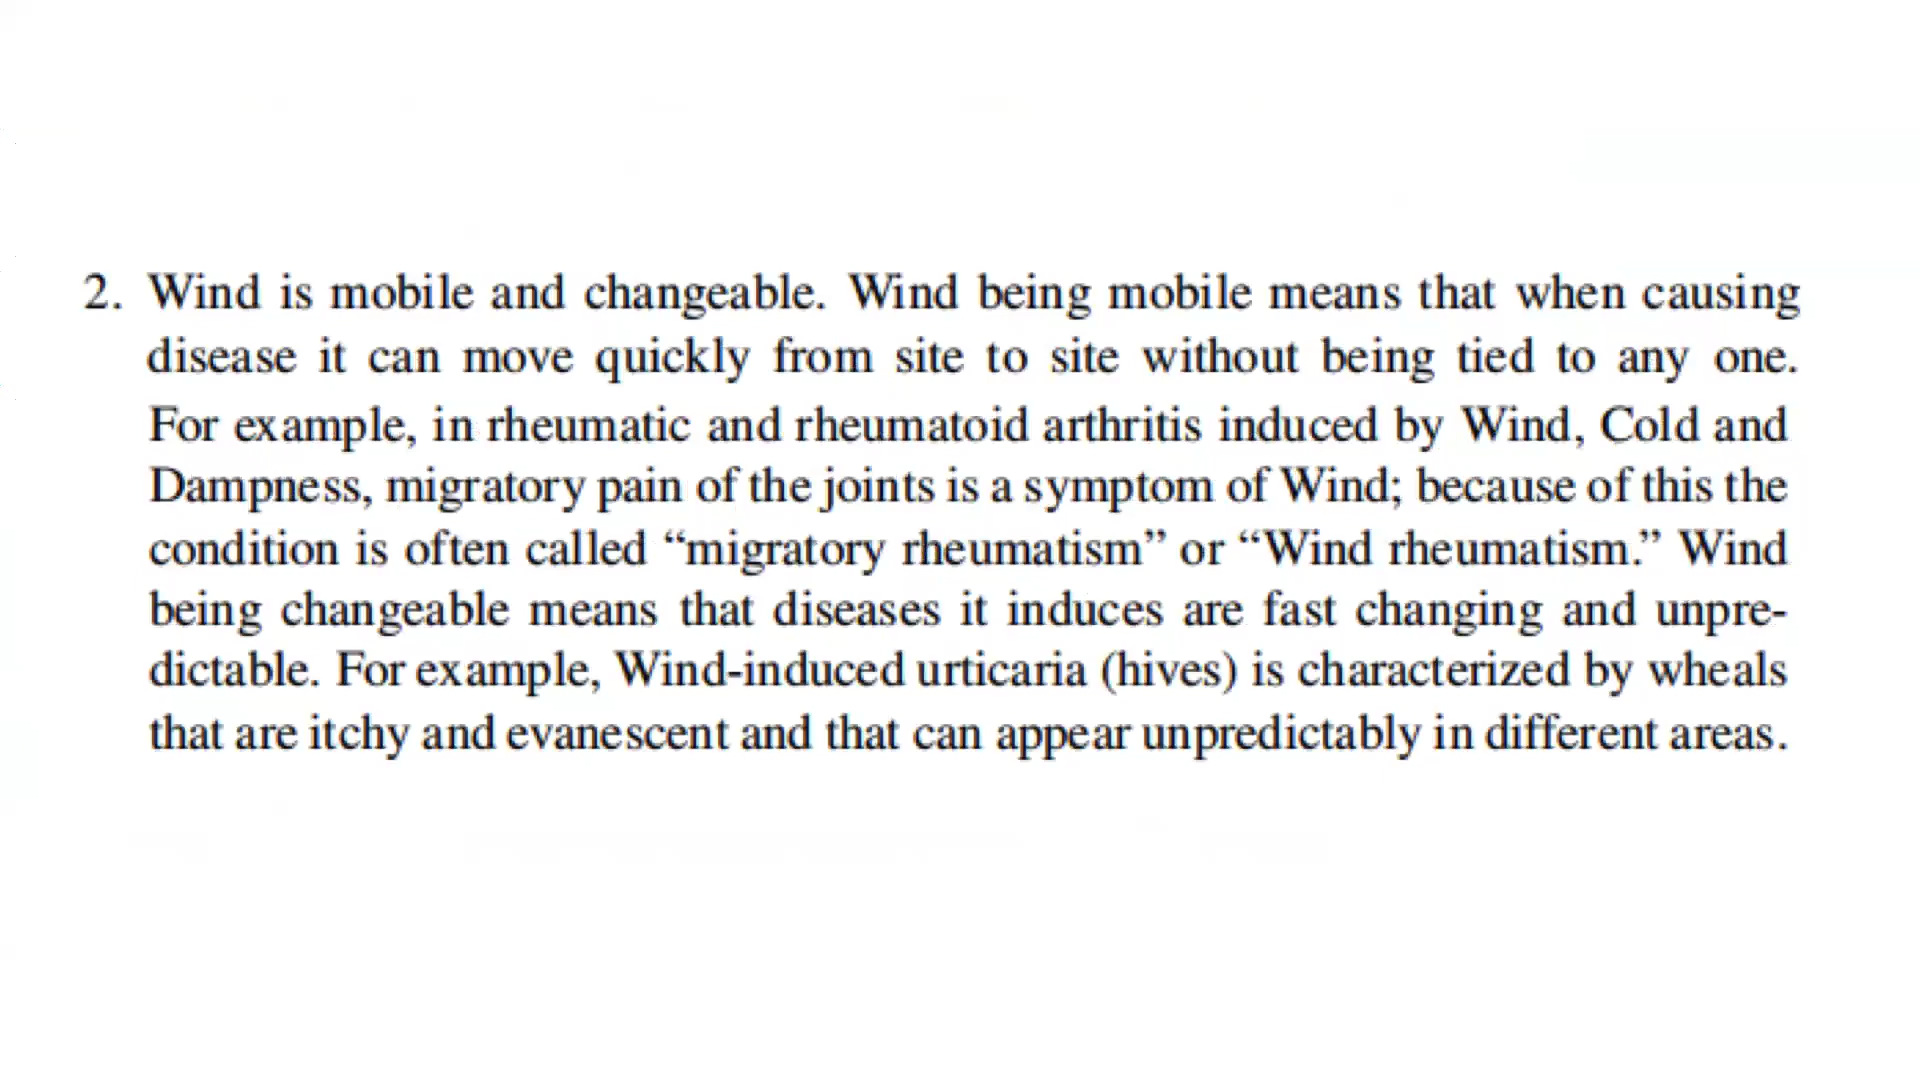 2. Wind is mobile and changeable. Wind being mobile means that when causing
disease it can move quickly from site to site without being tied to any one.
For example, in rheumatic and rheumatoid arthritis induced by Wind, Cold and
Dampness, migratory pain of the joints is a symptom of Wind; because of this the
condition is often called “migratory rheumatism” or “Wind rheumatism.” Wind
being changeable means that diseases it induces are fast changing and unpre-
dictable. For example, Wind-induced urticaria (hives) is characterized by wheals
that are itchy and evanescent and that can appear unpredictably in different areas.